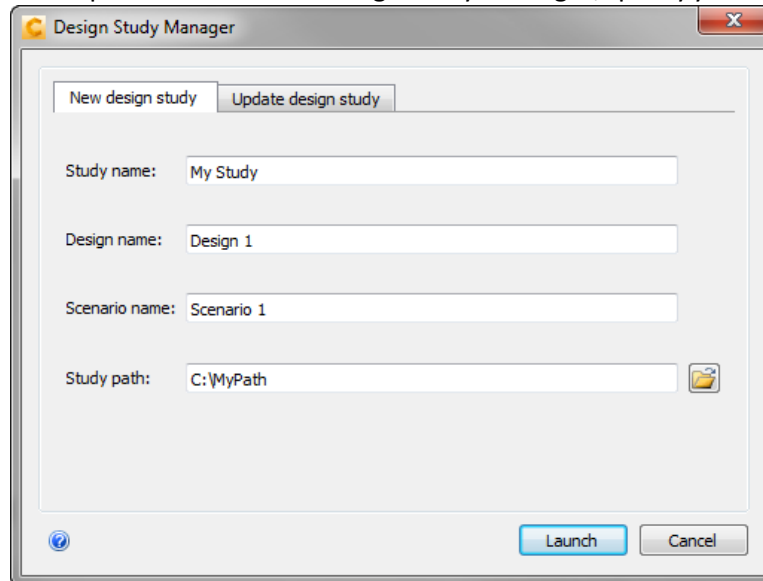 Design Study Manager
New design study Update design study
Study name: My Study
Design name: Design 1
Scenario name: Scenario 1
Study path: C:\MyPath
Launch Cancel